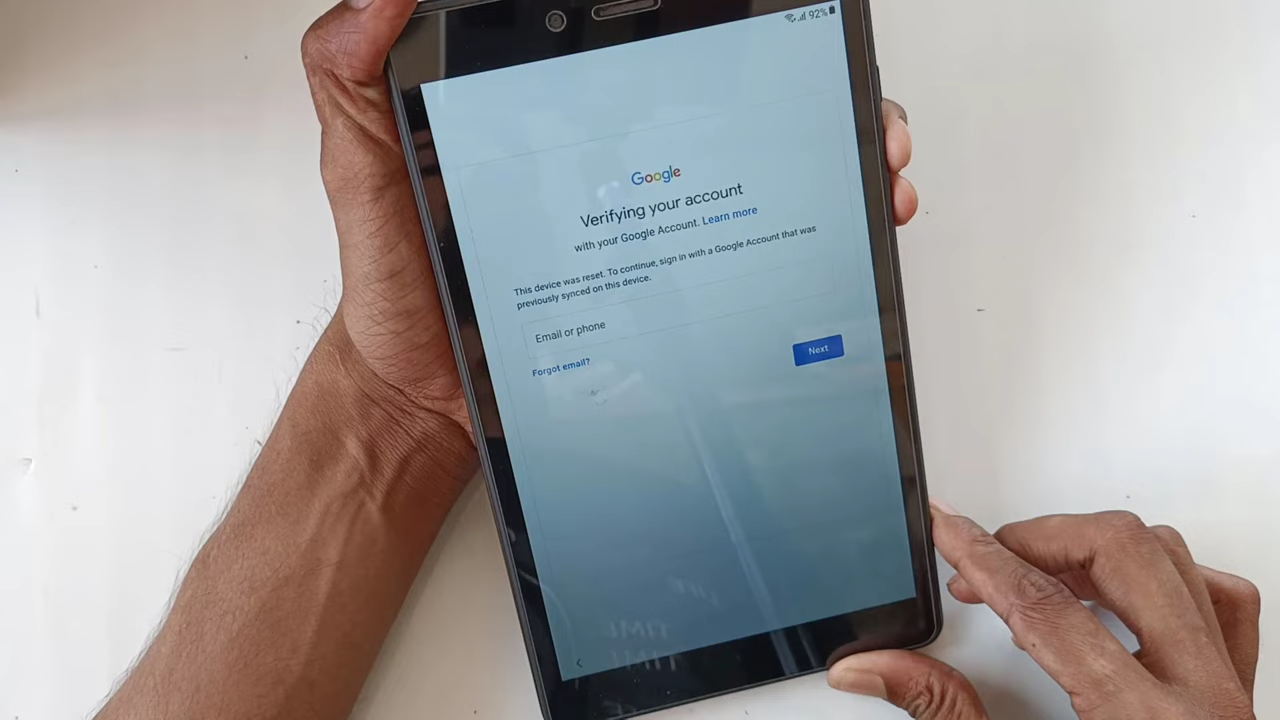 92%
Google
Verifying your account
with your Google Account. Learn more
This device was reset. To continue, sign in with a Google Account that was
previously synced on this device.
Email or phone
Forgot email?
Next